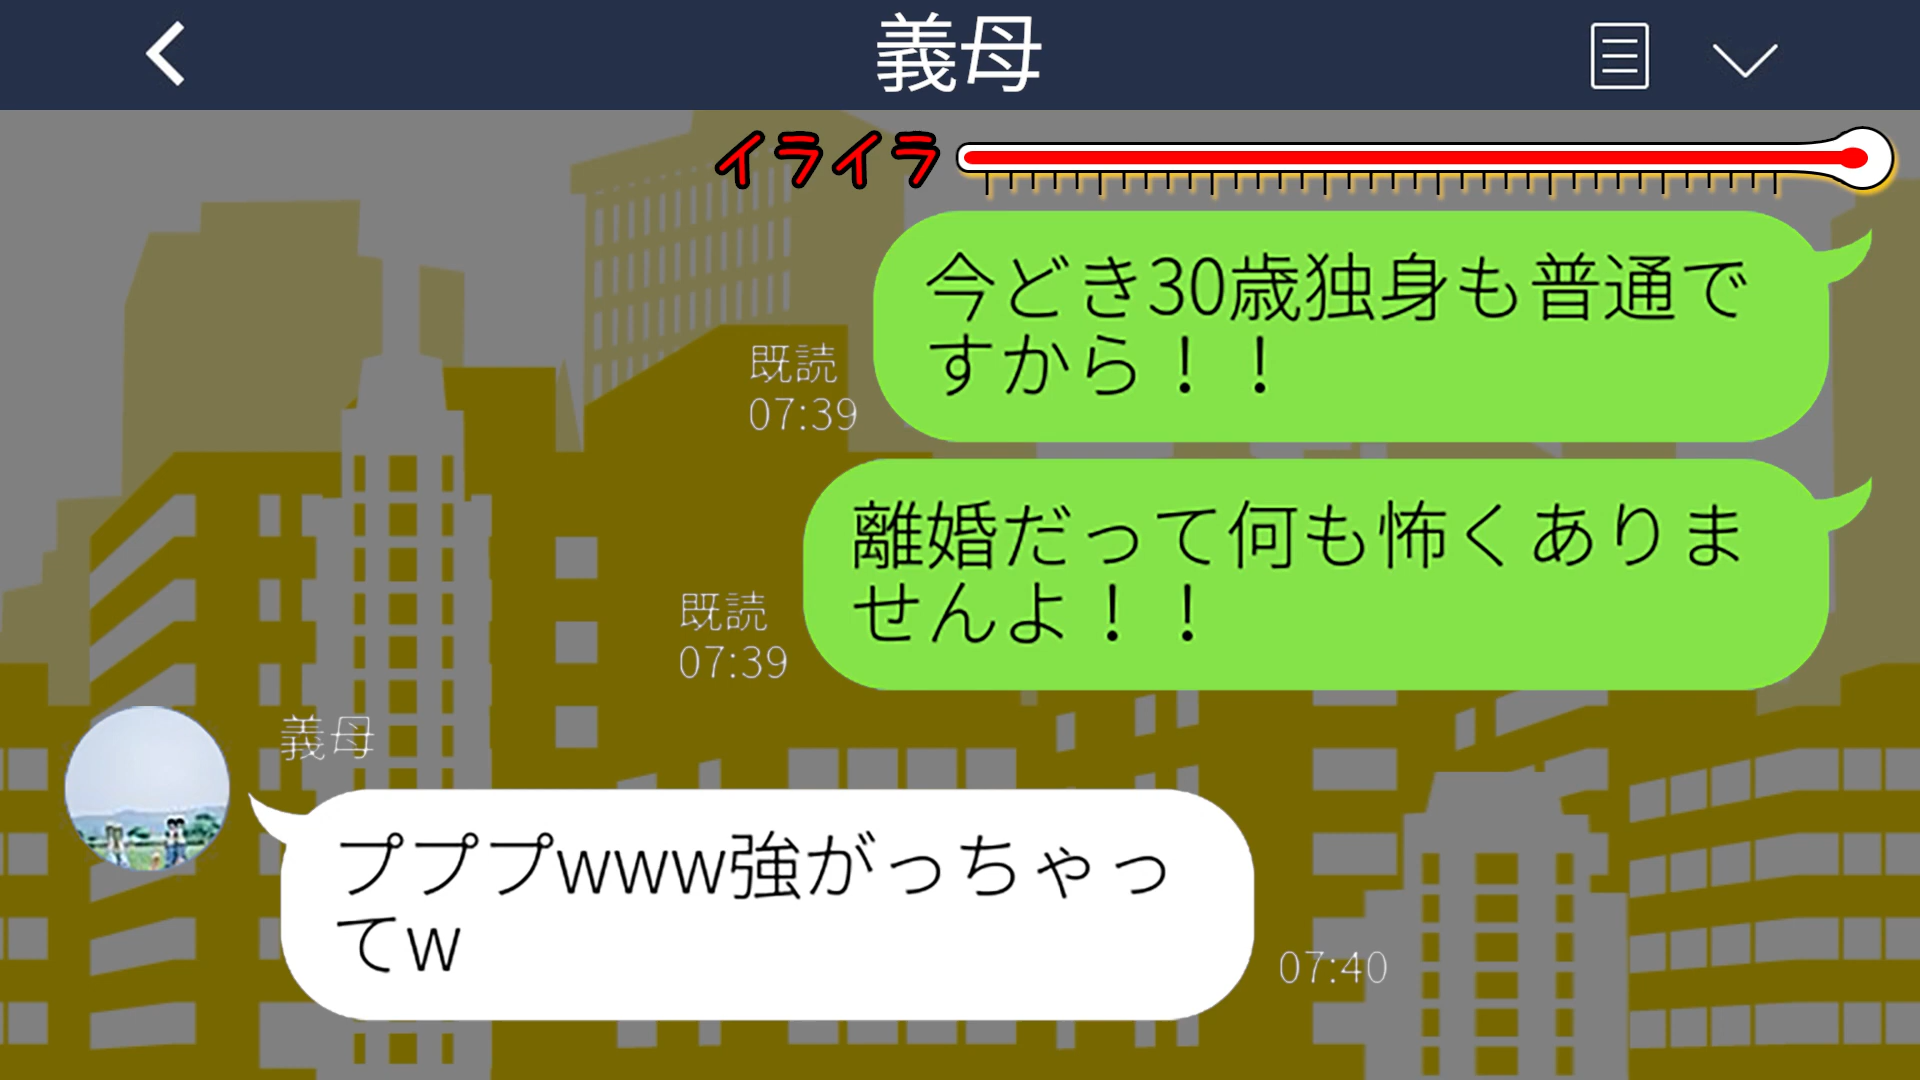 義母
イライラ
今どき30歳独身も普通で
すから！！
既読
07:39
離婚だって何も怖くありま
せんよ！！
既読
07:39
義母
プププwww強がっちゃっ
てw
07:40